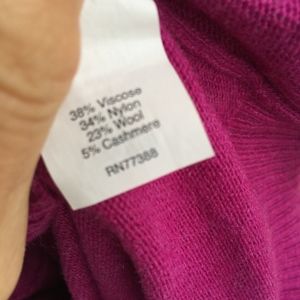 38% Viscose
34% Nylon
23% Wool
5% Cashmere
RN77388